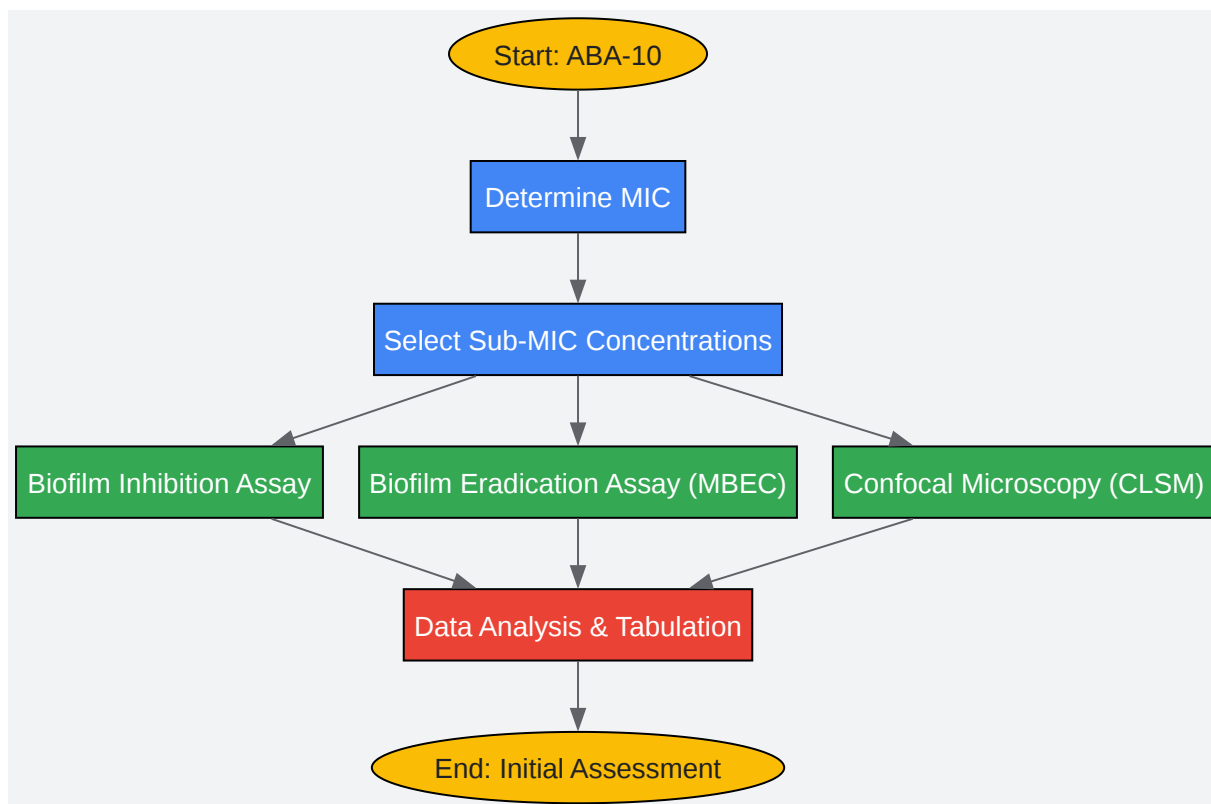 Start: ABA-10
Determine MIC
Select Sub-MIC Concentrations
Biofilm Inhibition Assay
Biofilm Eradication Assay (MBEC)
Confocal Microscopy (CLSM)
Data Analysis & Tabulation
End: Initial Assessment